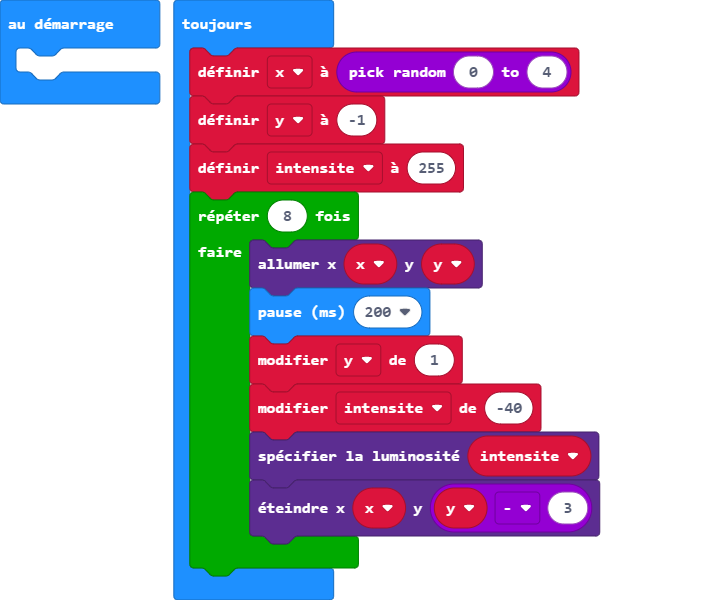 au démarrage
toujours
définir x à pick random 0 to 4
définir y à -1
définir intensite à 255
répéter 8 fois
faire
allumer x x y y
pause (ms) 200
modifier y de 1
modifier intensite de -40
spécifier la luminosité intensite
éteindre x x y y - 3